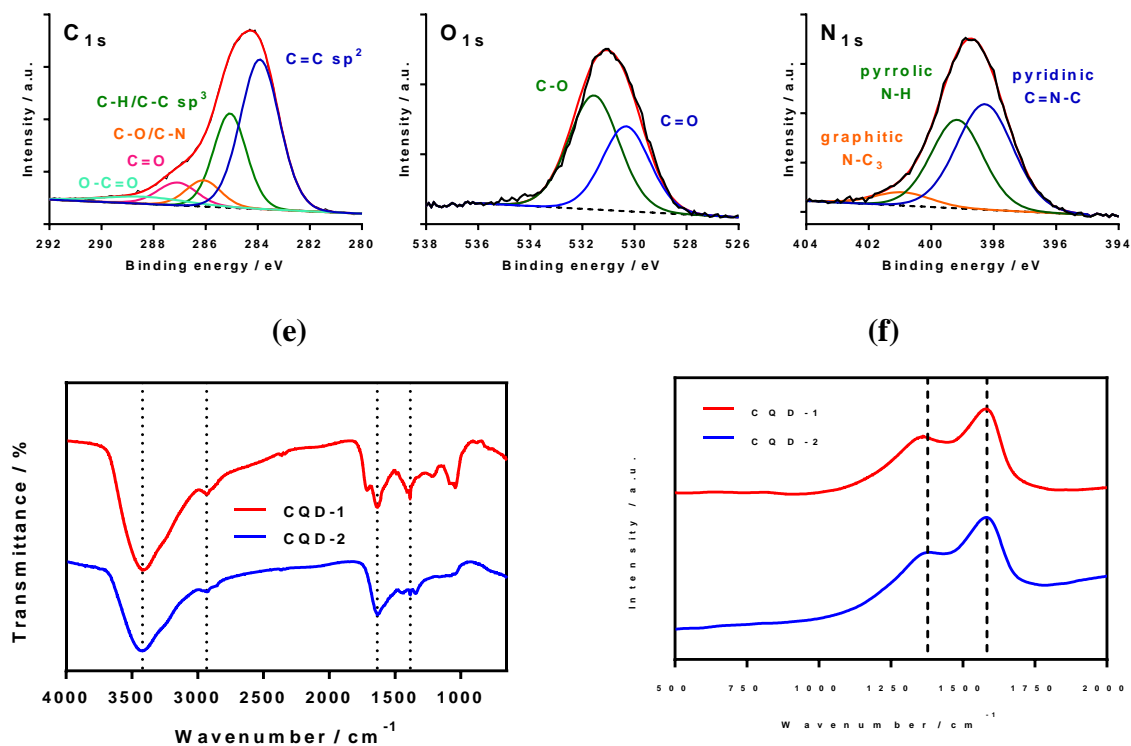 C1s
C=C sp2
C-H/C-C sp3
C-O/C-N
C=O
O-C=O
Intensity / a.u.
292 290 288 286 284 282 280
Binding energy / eV
O1s
C-O
C=O
Intensity / a.u.
538 536 534 532 530 528 526
Binding energy / eV
N1s
pyrrolic
N-H
pyridinic
C=N-C
graphitic
N-C3
Intensity / a.u.
404 402 400 398 396 394
Binding energy / eV
(e)
CQD-1
CQD-2
Transmittance / %
4000 3500 3000 2500 2000 1500 1000
Wavenumber / cm-1
(f)
CQD-1
CQD-2
Intensity / a.u.
500 750 1000 1250 1500 1750 2000
Wavenumber / cm-1